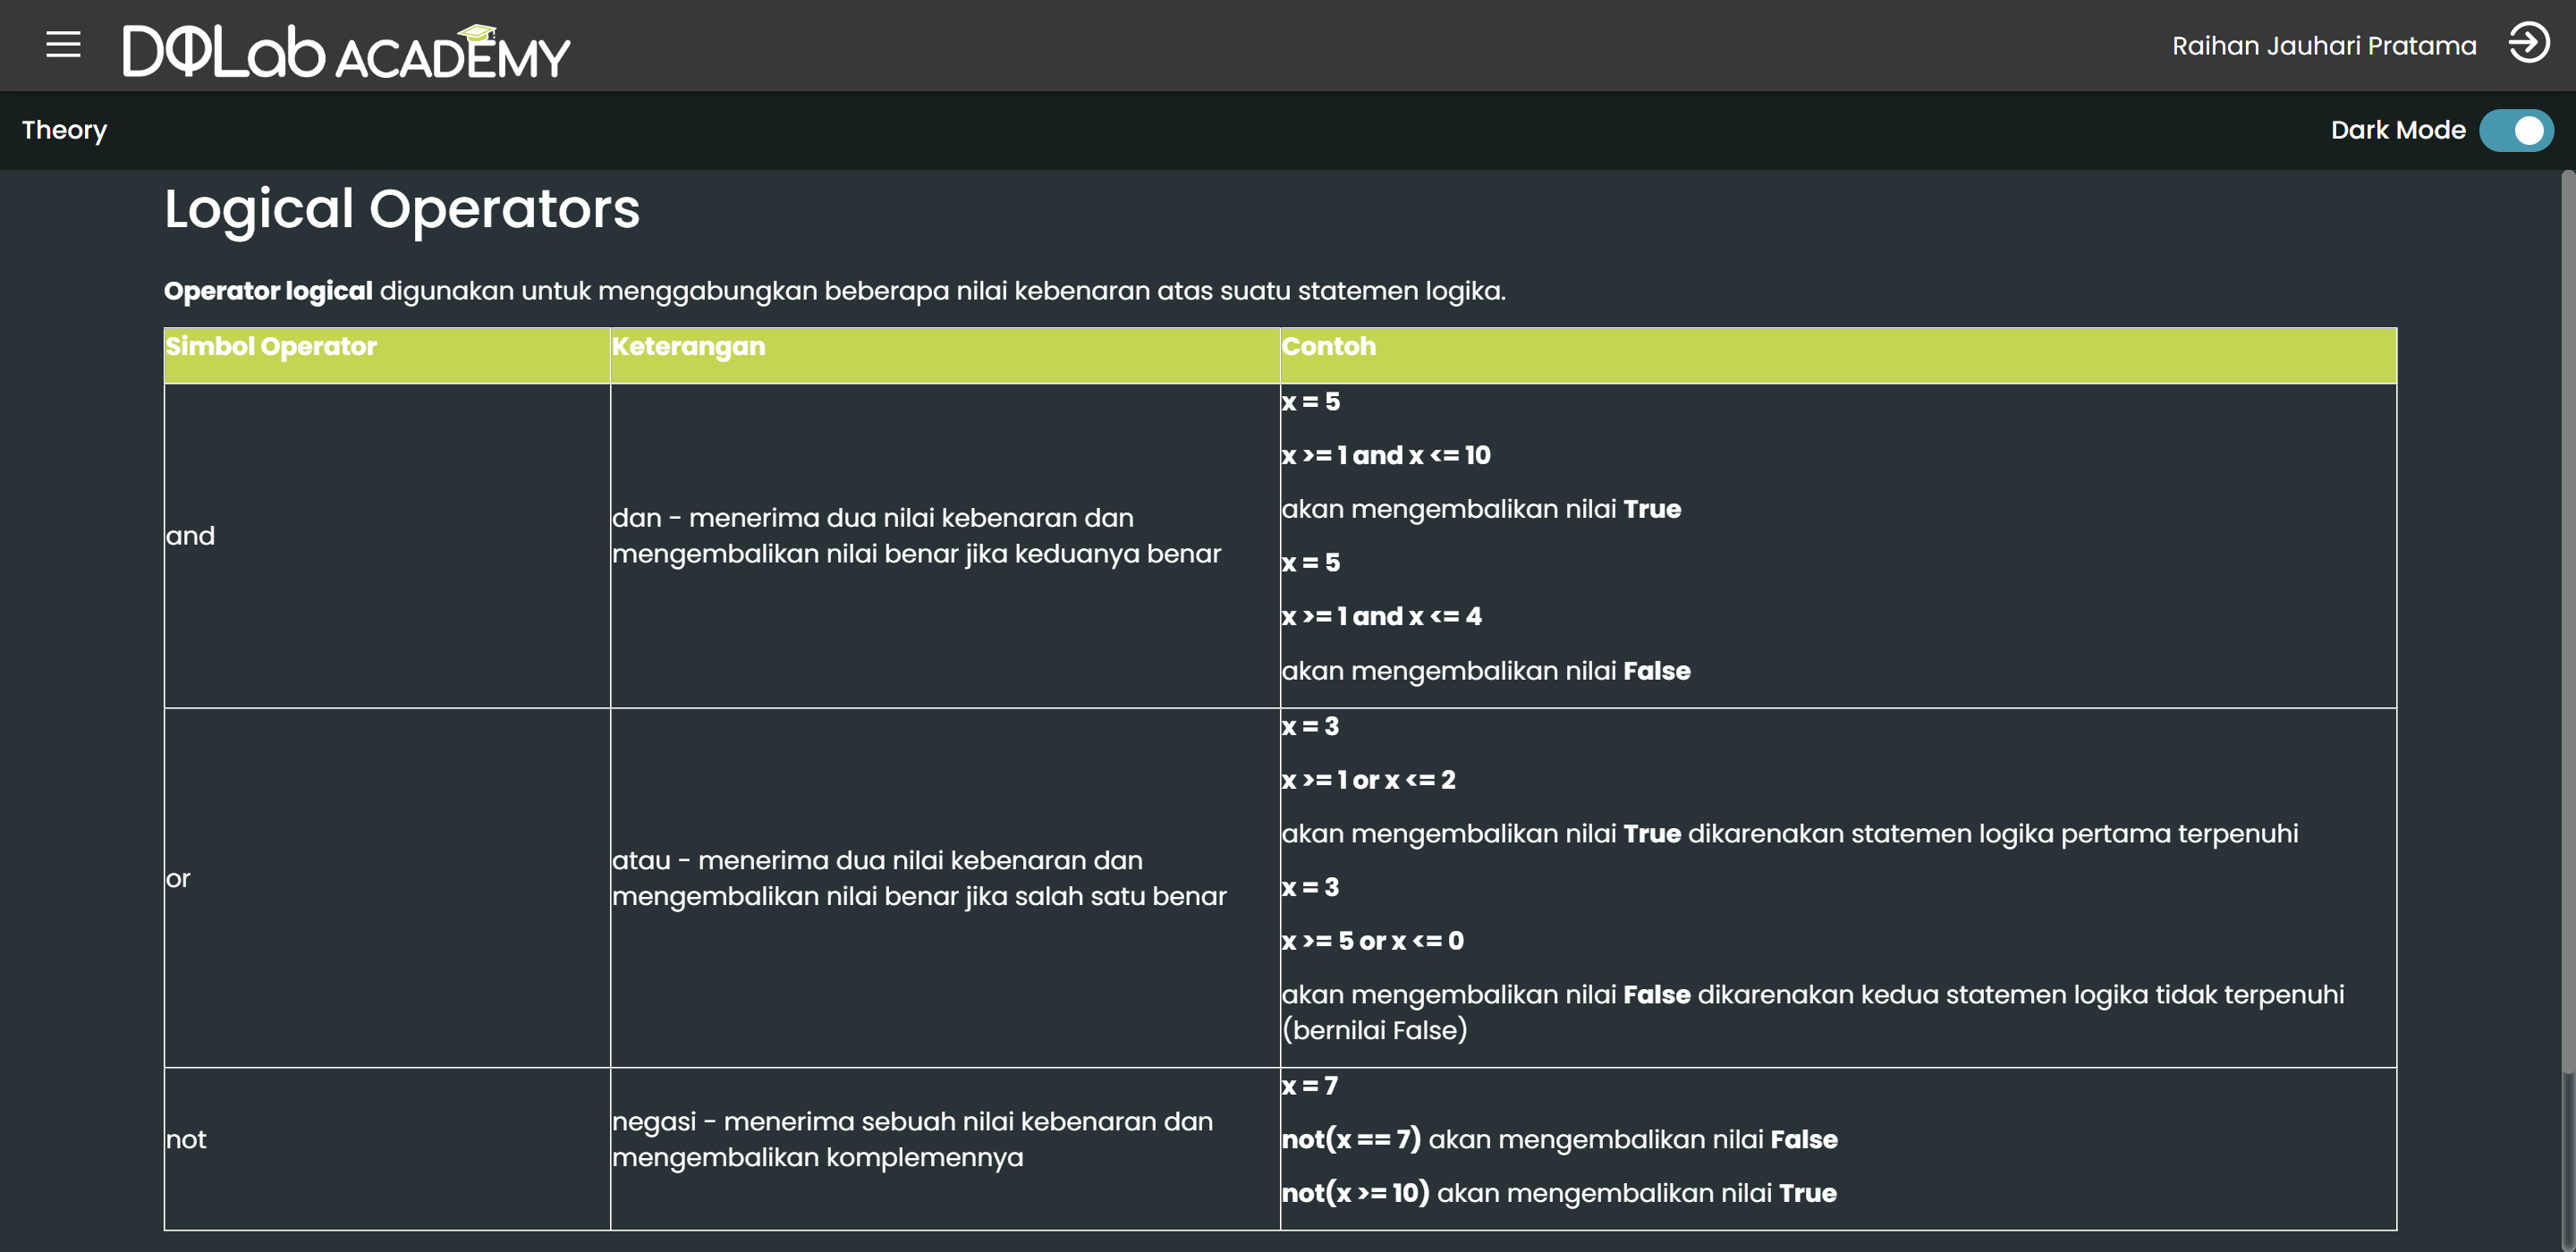 DQLab ACADEMY
Raihan Jauhari Pratama
Theory
Dark Mode
Logical Operators
Operator logical digunakan untuk menggabungkan beberapa nilai kebenaran atas suatu statemen logika.
Simbol Operator
Keterangan
Contoh
and
dan - menerima dua nilai kebenaran dan
mengembalikan nilai benar jika keduanya benar
x = 5
x >= 1 and x <= 10
akan mengembalikan nilai True
x = 5
x >= 1 and x <= 4
akan mengembalikan nilai False
or
atau - menerima dua nilai kebenaran dan
mengembalikan nilai benar jika salah satu benar
x = 3
x >= 1 or x <= 2
akan mengembalikan nilai True dikarenakan statemen logika pertama terpenuhi
x = 3
x >= 5 or x <= 0
akan mengembalikan nilai False dikarenakan kedua statemen logika tidak terpenuhi
(bernilai False)
not
negasi - menerima sebuah nilai kebenaran dan
mengembalikan komplemennya
x = 7
not(x == 7) akan mengembalikan nilai False
not(x >= 10) akan mengembalikan nilai True